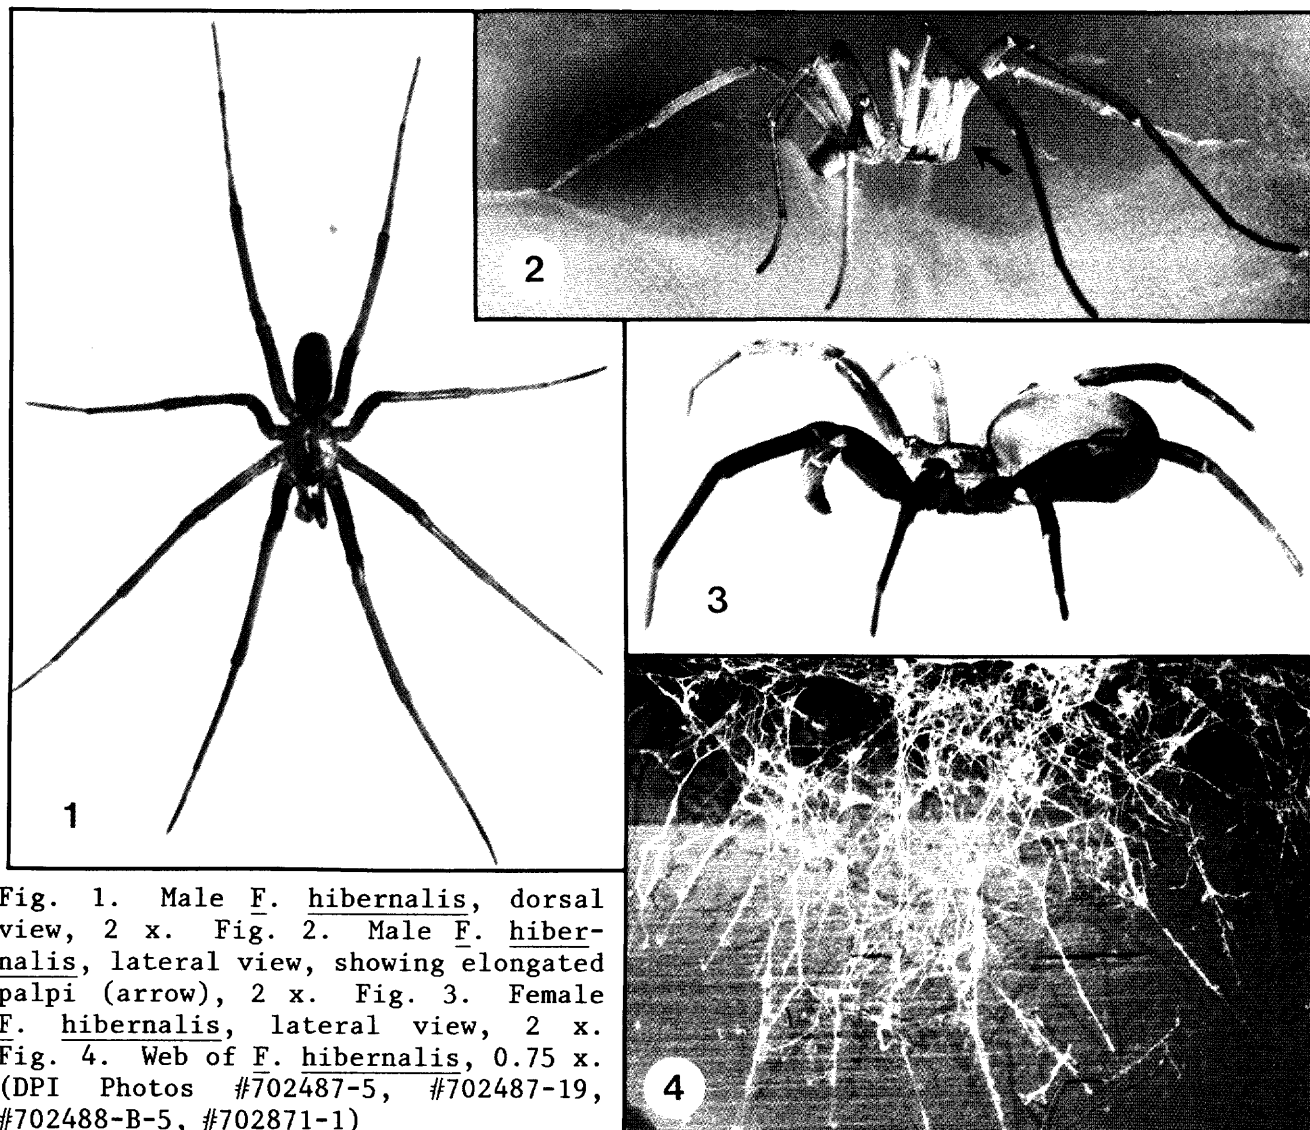 2
3
1
4
Fig. 1. Male F. hibernalis, dorsal
view, 2 x. Fig. 2. Male F. hiber-
nalis, lateral view, showing elongated
palpi (arrow), 2 x. Fig. 3. Female
F. hibernalis, lateral view, 2 x.
Fig. 4. Web of F. hibernalis, 0.75 x.
(DPI Photos #702487-5, #702487-19,
#702488-B-5, #702871-1)